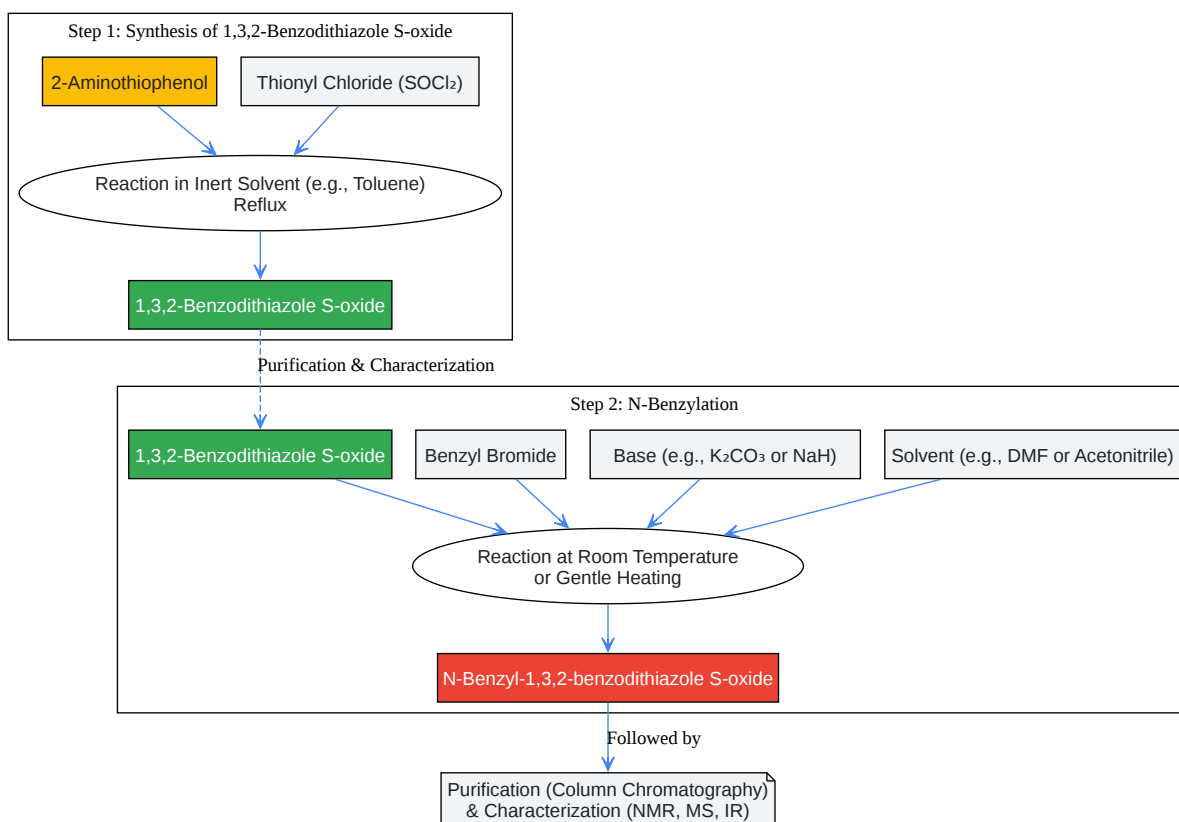 Step 1: Synthesis of 1,3,2-Benzodithiazole S-oxide
2-Aminothiophenol
Thionyl Chloride (SOCl₂)
Reaction in Inert Solvent (e.g., Toluene)
Reflux
1,3,2-Benzodithiazole S-oxide
Purification & Characterization
Step 2: N-Benzylation
1,3,2-Benzodithiazole S-oxide
Benzyl Bromide
Base (e.g., K₂CO₃ or NaH)
Solvent (e.g., DMF or Acetonitrile)
Reaction at Room Temperature
or Gentle Heating
N-Benzyl-1,3,2-benzodithiazole S-oxide
Followed by
Purification (Column Chromatography)
& Characterization (NMR, MS, IR)